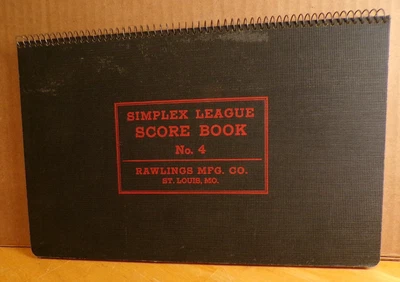 SIMPLEX LEAGUE
SCORE BOOK
No. 4
RAWLINGS MFG. CO.
ST. LOUIS, MO.